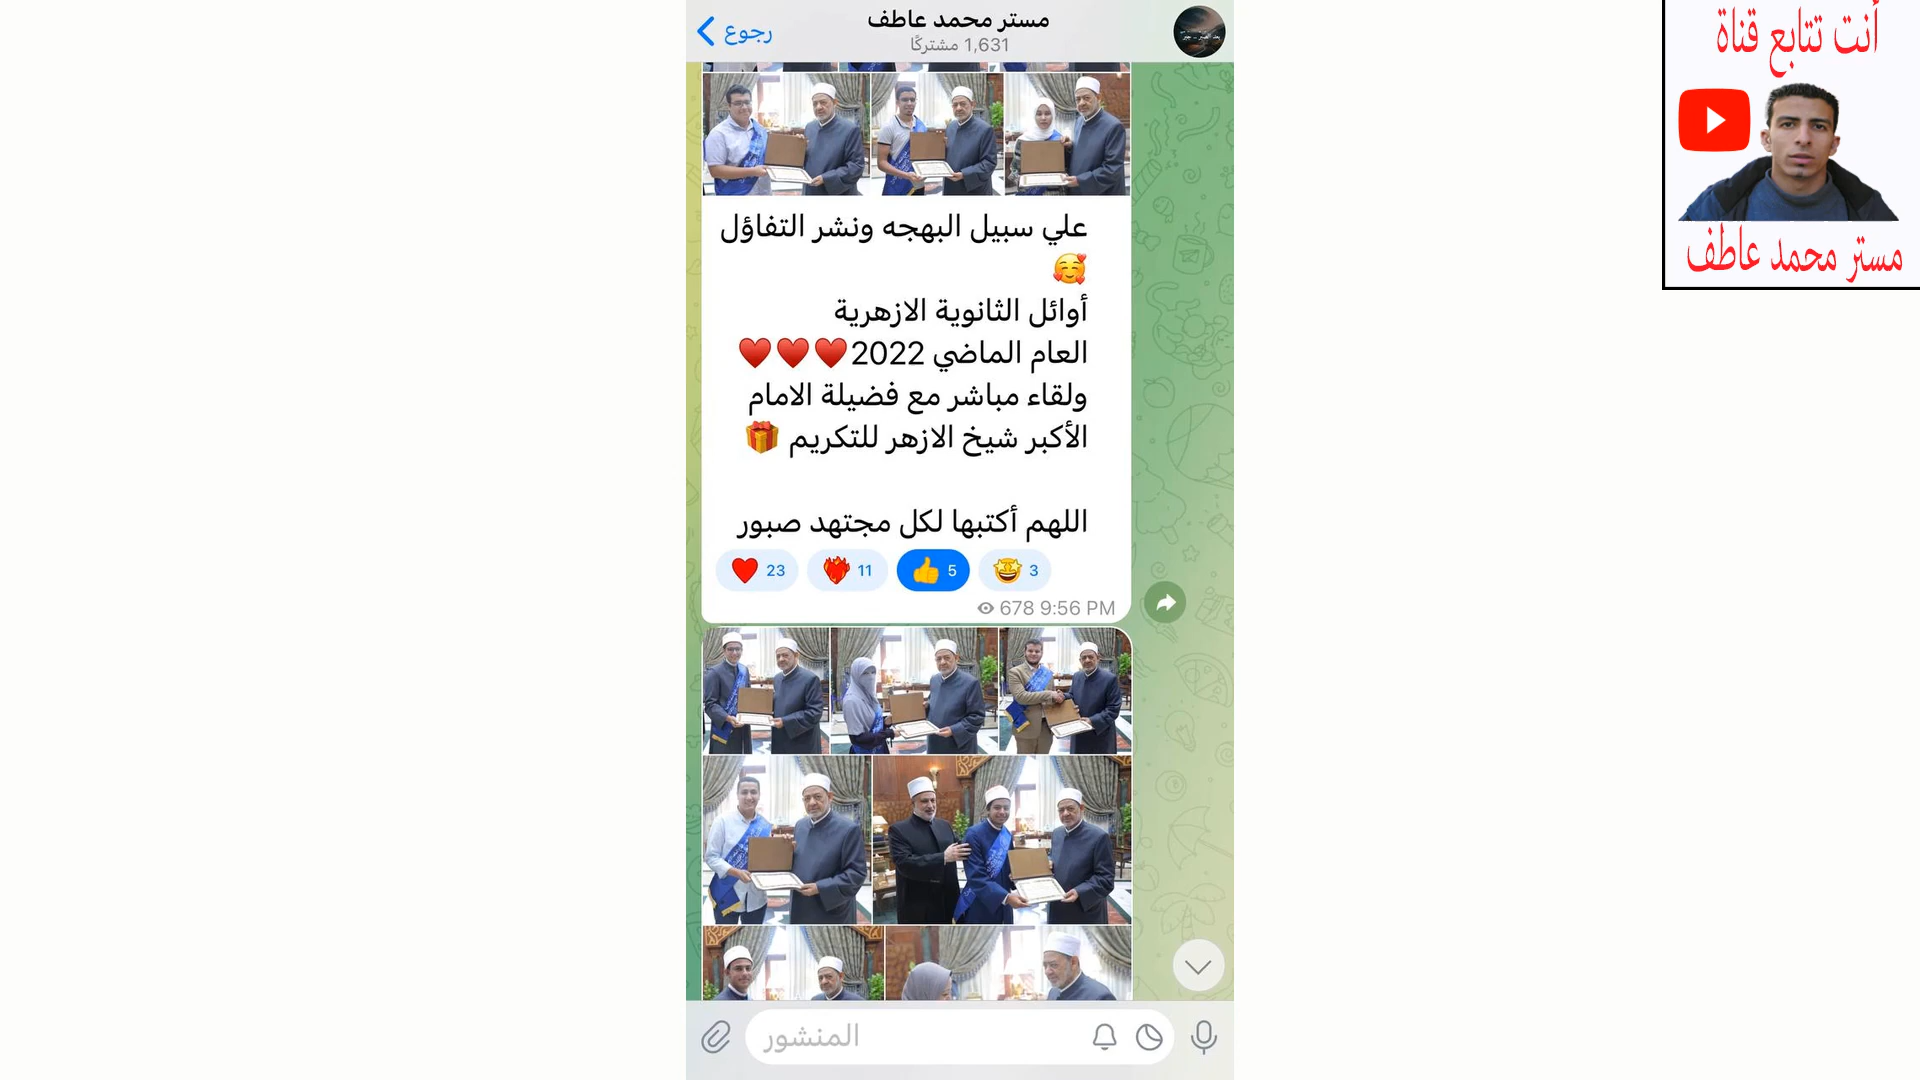 رجوع
مستر محمد عاطف
1,631 مشتركًا
علي سبيل البهجه ونشر التفاؤل
🥰
أوائل الثانوية الازهرية
العام الماضي 2022♥️♥️♥️
ولقاء مباشر مع فضيلة الامام
الأكبر شيخ الازهر للتكريم 🎁
اللهم أكتبها لكل مجتهد صبور
23 11 5 3
678 9:56 PM
المنشور
أنت تتابع قناة
مستر محمد عاطف